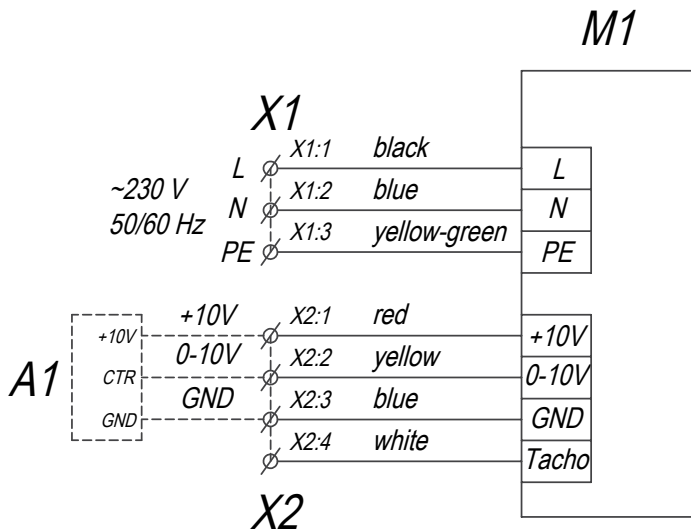 M1
X1
L X1:1 black L
~230 V
50/60 Hz
N X1:2 blue N
PE X1:3 yellow-green PE
+10V +10V X2:1 red +10V
A1
CTR 0-10V X2:2 yellow 0-10V
GND GND X2:3 blue GND
X2:4 white Tacho
X2